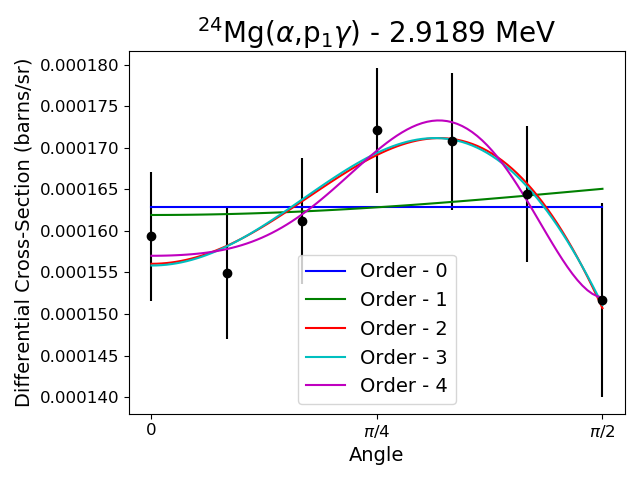 ²⁴Mg(α,p₁γ) - 2.9189 MeV
Differential Cross-Section (barns/sr)
0.000180
0.000175
0.000170
0.000165
0.000160
0.000155
0.000150
0.000145
0.000140
Order - 0
Order - 1
Order - 2
Order - 3
Order - 4
0 π/4 π/2
Angle